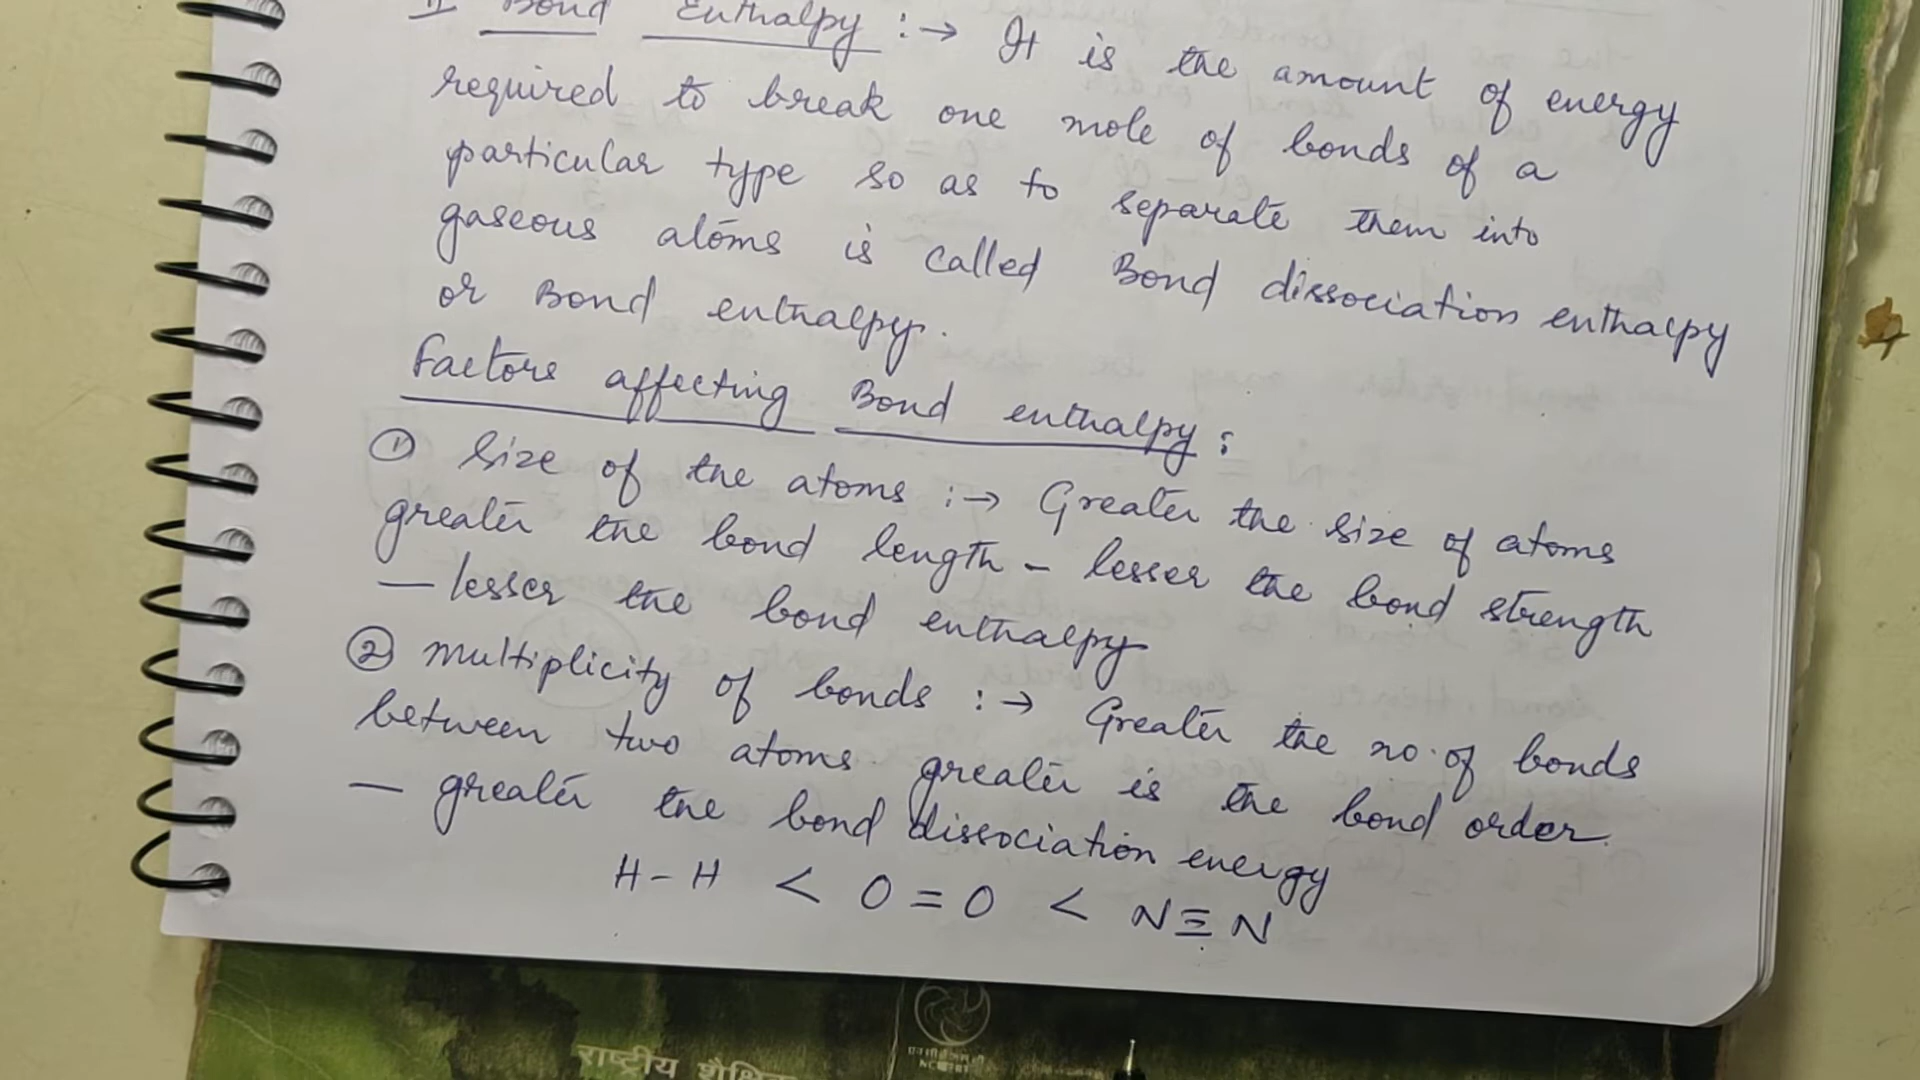 II Bond Enthalpy :→ It is the amount of energy
required to break one mole of bonds of a
particular type so as to separate them into
gaseous atoms is called Bond dissociation enthalpy
or Bond enthalpy.
Factors affecting Bond enthalpy :
① Size of the atoms :→ Greater the size of atoms
greater the bond length - lesser the bond strength
— lesser the bond enthalpy
② multiplicity of bonds :→ Greater the no. of bonds
between two atoms greater is the bond order.
— greater the bond dissociation energy
H-H < O=O < N≡N
राष्ट्रीय